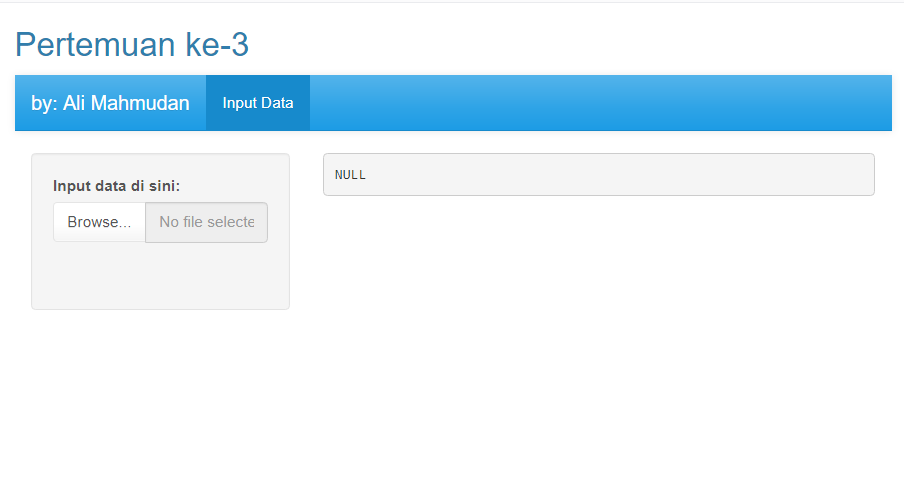 Pertemuan ke-3
by: Ali Mahmudan Input Data
Input data di sini:
Browse... No file selecte
NULL